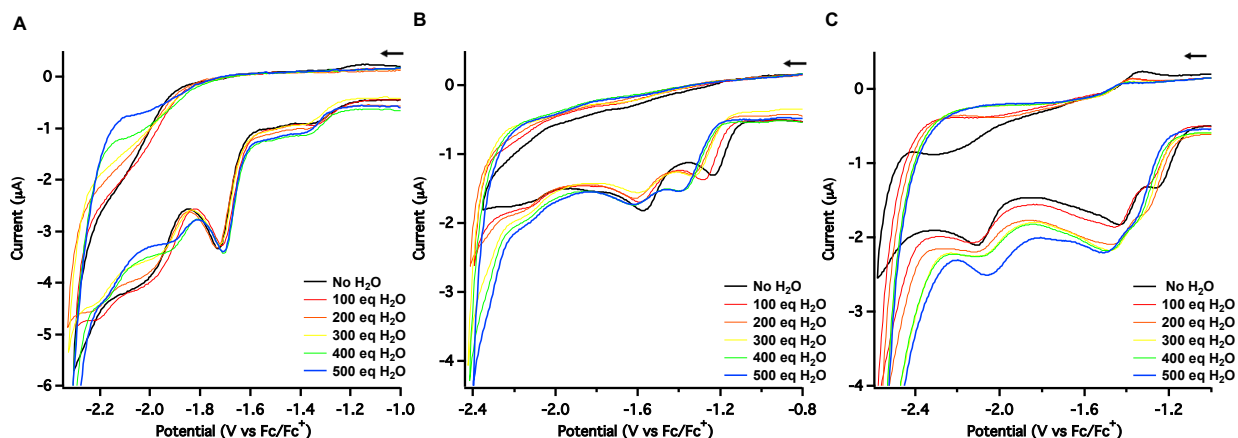 A
Current (µA)
0
-1
-2
-3
-4
-5
-6
No H₂O
100 eq H₂O
200 eq H₂O
300 eq H₂O
400 eq H₂O
500 eq H₂O
-2.2
-2.0
-1.8
-1.6
-1.4
-1.2
-1.0
Potential (V vs Fc/Fc⁺)
B
Current (µA)
0
-1
-2
-3
-4
No H₂O
100 eq H₂O
200 eq H₂O
300 eq H₂O
400 eq H₂O
500 eq H₂O
-2.4
-2.0
-1.6
-1.2
-0.8
Potential (V vs Fc/Fc⁺)
C
Current (µA)
0
-1
-2
-3
-4
No H₂O
100 eq H₂O
200 eq H₂O
300 eq H₂O
400 eq H₂O
500 eq H₂O
-2.4
-2.0
-1.6
-1.2
Potential (V vs Fc/Fc⁺)